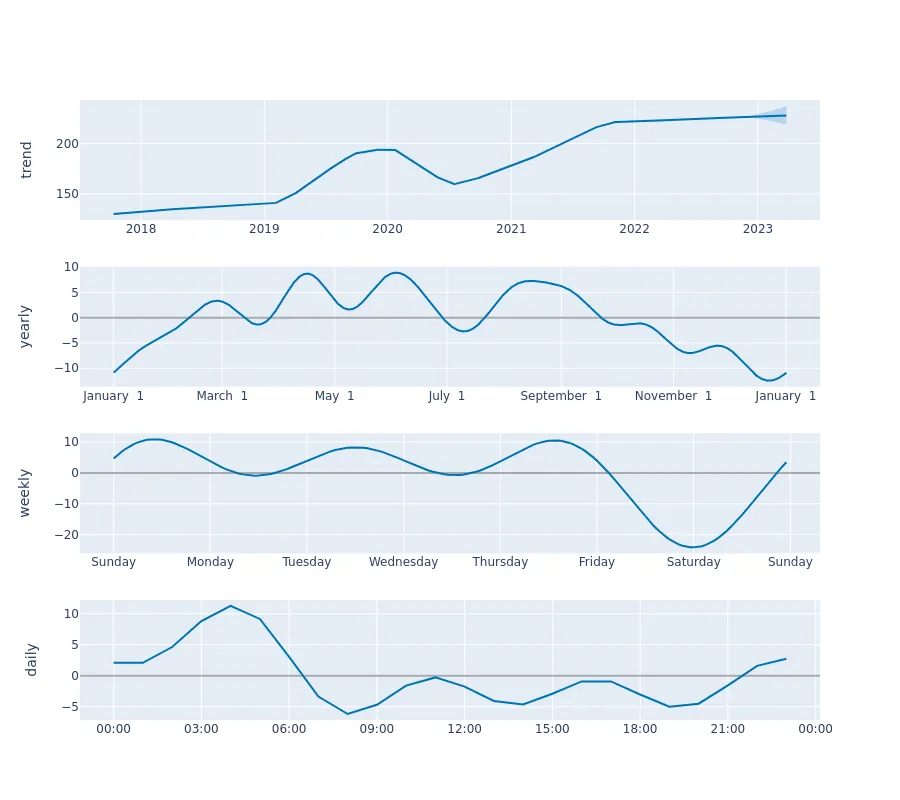 trend
200
150
2018 2019 2020 2021 2022 2023
yearly
10
5
0
−5
−10
January 1 March 1 May 1 July 1 September 1 November 1 January 1
weekly
10
0
−10
−20
Sunday Monday Tuesday Wednesday Thursday Friday Saturday Sunday
daily
10
5
0
−5
00:00 03:00 06:00 09:00 12:00 15:00 18:00 21:00 00:00